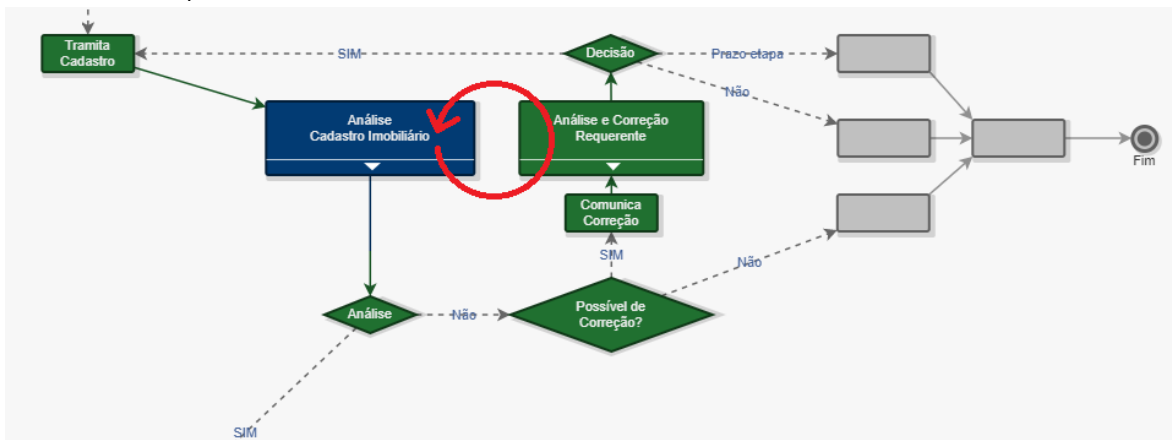 Tramita
Cadastro
SIM
Decisão
Prazo etapa
Não
Análise
Cadastro Imobiliário
Análise e Correção
Requerente
Fim
Comunica
Correção
SIM
Não
Análise
Não
Possível de
Correção?
SIM